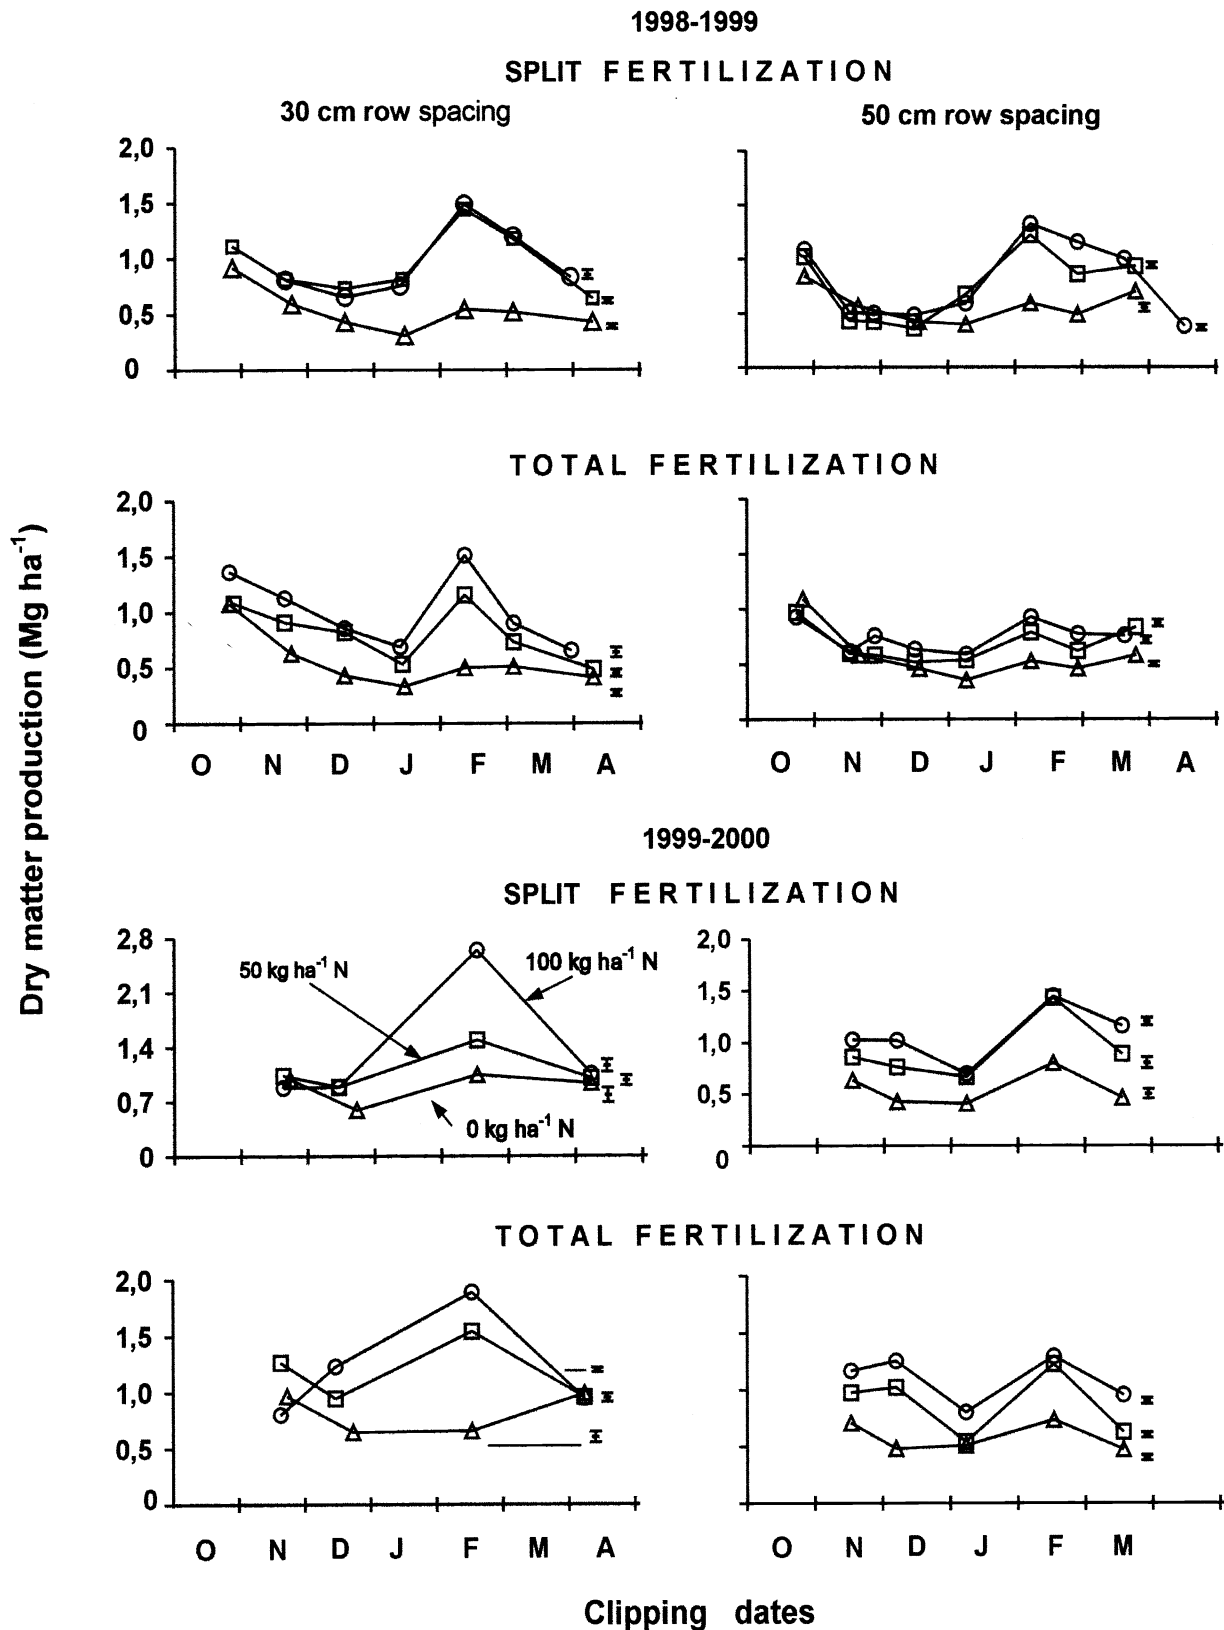 1998-1999
SPLIT FERTILIZATION
30 cm row spacing
50 cm row spacing
2,0
1,5
1,0
0,5
0
TOTAL FERTILIZATION
2,0
1,5
1,0
0,5
0
O N D J F M A
O N D J F M A
Dry matter production (Mg ha⁻¹)
1999-2000
SPLIT FERTILIZATION
2,8
2,1
1,4
0,7
0
50 kg ha⁻¹ N
100 kg ha⁻¹ N
0 kg ha⁻¹ N
2,0
1,5
1,0
0,5
0
TOTAL FERTILIZATION
2,0
1,5
1,0
0,5
0
O N D J F M A
O N D J F M
Clipping dates